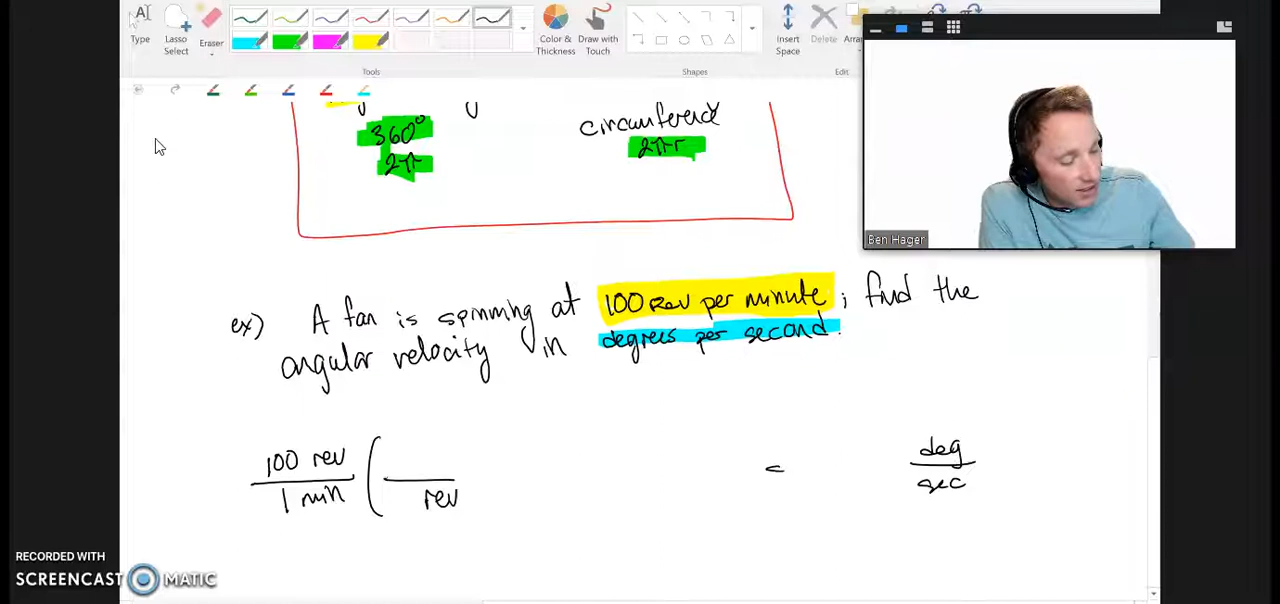 Type
Lasso
Select
Eraser
Color &
Thickness
Draw with
Touch
Insert
Space
Delete
Tools
Shapes
Edit
360°
2π
circumference
2πr
Ben Hager
ex) A fan is spinning at 100 rev per minute; find the
angular velocity in degrees per second.
100 rev
1 min
( rev
=
deg
sec
RECORDED WITH
SCREENCAST MATIC